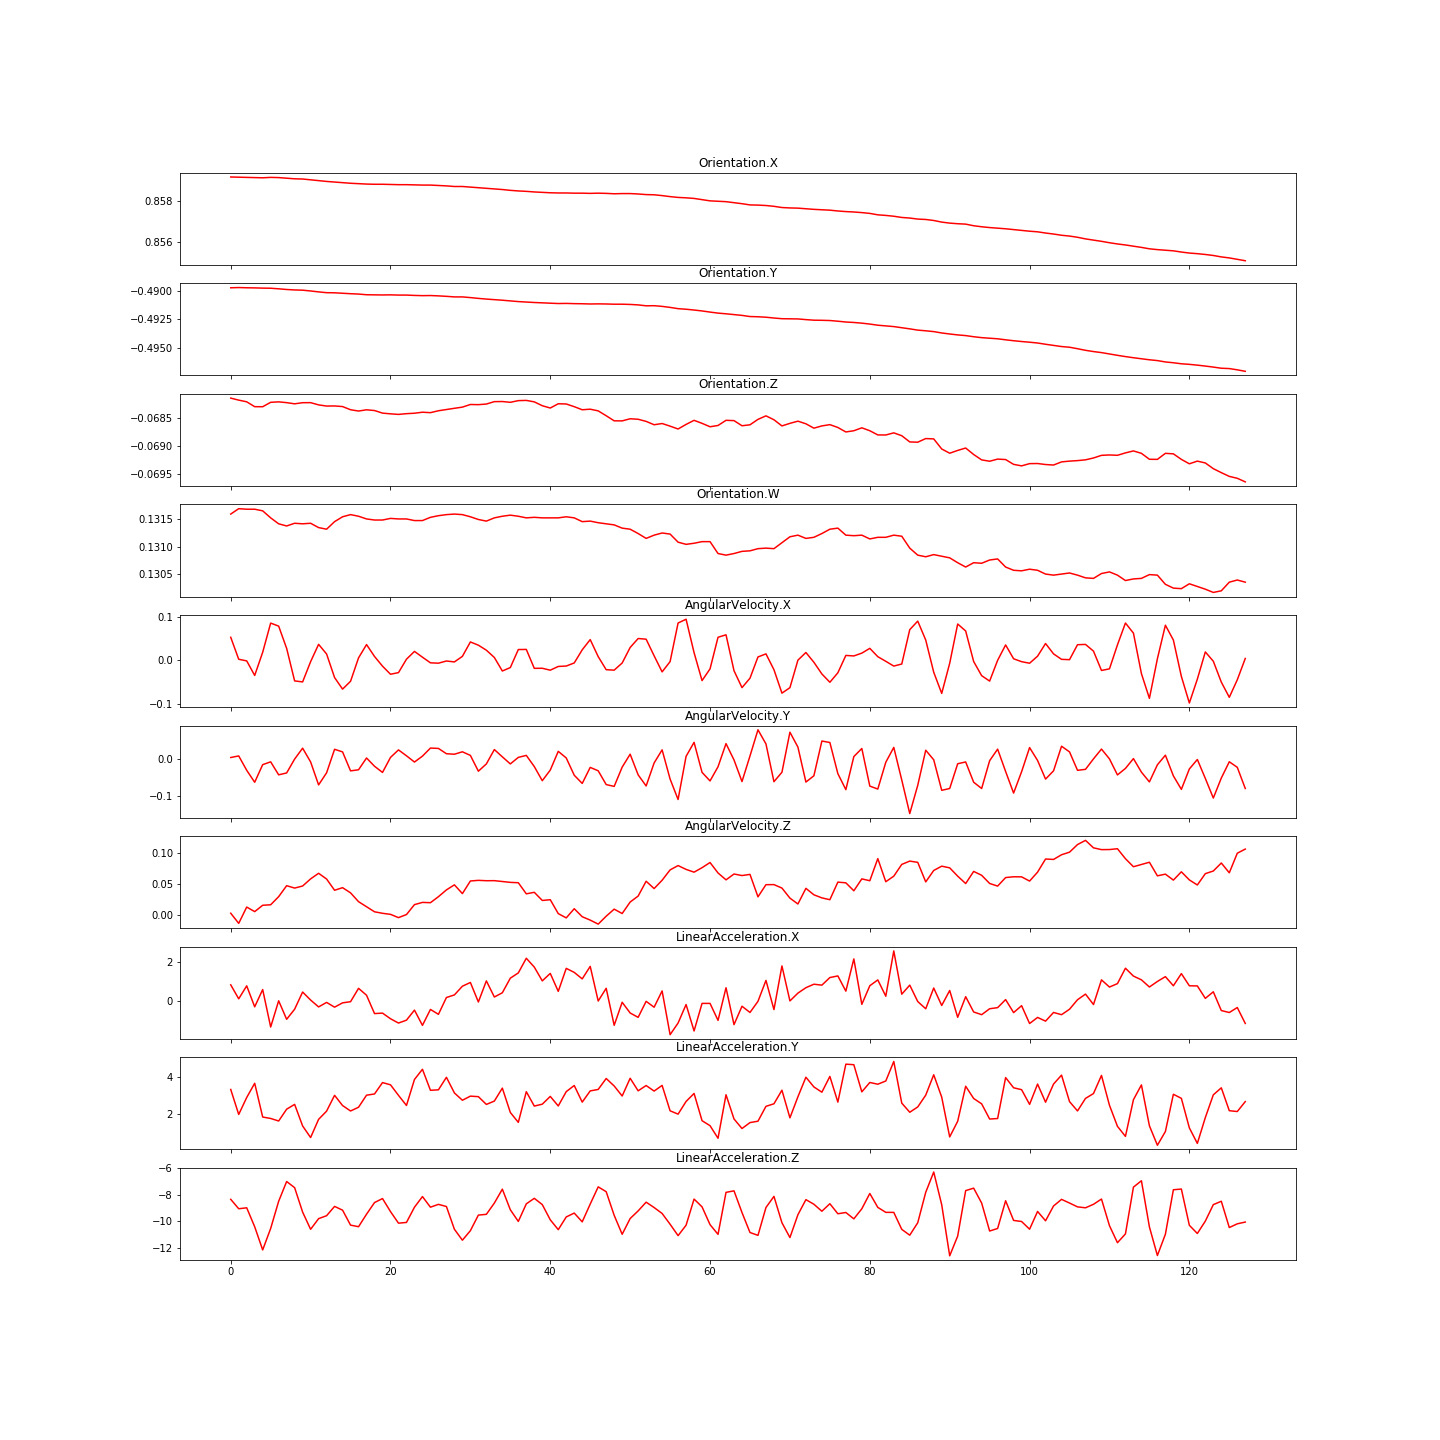 Orientation.X
0.858
0.856
Orientation.Y
−0.4900
−0.4925
−0.4950
Orientation.Z
−0.0685
−0.0690
−0.0695
Orientation.W
0.1315
0.1310
0.1305
AngularVelocity.X
0.1
0.0
−0.1
AngularVelocity.Y
0.0
−0.1
AngularVelocity.Z
0.10
0.05
0.00
LinearAcceleration.X
2
0
LinearAcceleration.Y
4
2
LinearAcceleration.Z
−6
−8
−10
−12
0 20 40 60 80 100 120